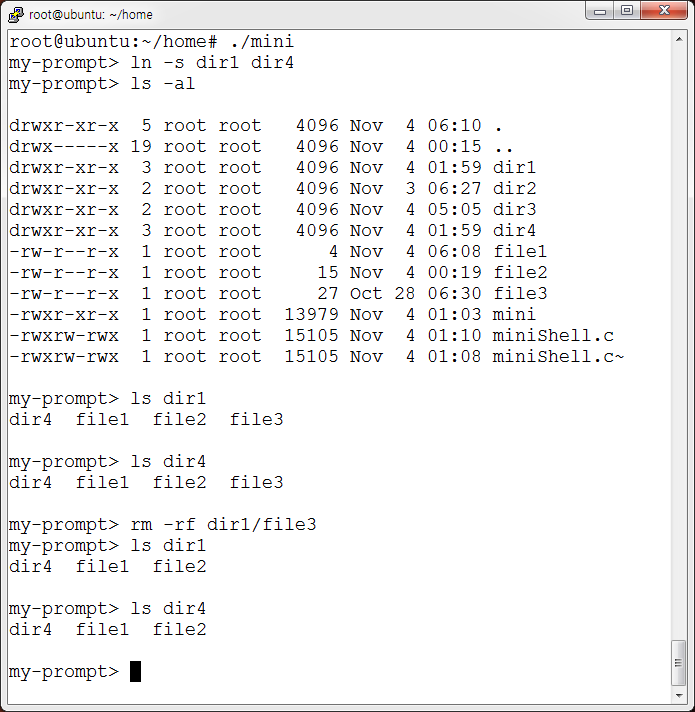 root@ubuntu: ~/home
root@ubuntu:~/home# ./mini
my-prompt> ln -s dir1 dir4
my-prompt> ls -al
drwxr-xr-x  5 root root   4096 Nov  4 06:10 .
drwx-----x 19 root root   4096 Nov  4 00:15 ..
drwxr-xr-x  3 root root   4096 Nov  4 01:59 dir1
drwxr-xr-x  2 root root   4096 Nov  3 06:27 dir2
drwxr-xr-x  2 root root   4096 Nov  4 05:05 dir3
drwxr-xr-x  3 root root   4096 Nov  4 01:59 dir4
-rw-r--r-x  1 root root      4 Nov  4 06:08 file1
-rw-r--r-x  1 root root     15 Nov  4 00:19 file2
-rw-r--r-x  1 root root     27 Oct 28 06:30 file3
-rwxr-xr-x  1 root root  13979 Nov  4 01:03 mini
-rwxrw-rwx  1 root root  15105 Nov  4 01:10 miniShell.c
-rwxrw-rwx  1 root root  15105 Nov  4 01:08 miniShell.c~
my-prompt> ls dir1
dir4  file1  file2  file3
my-prompt> ls dir4
dir4  file1  file2  file3
my-prompt> rm -rf dir1/file3
my-prompt> ls dir1
dir4  file1  file2
my-prompt> ls dir4
dir4  file1  file2
my-prompt>